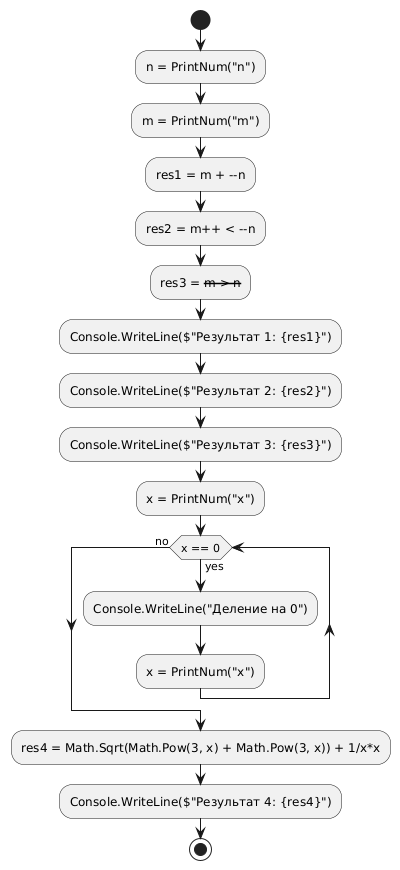 n = PrintNum("n")
m = PrintNum("m")
res1 = m + --n
res2 = m++ < --n
res3 = m > n
Console.WriteLine($"Результат 1: {res1}")
Console.WriteLine($"Результат 2: {res2}")
Console.WriteLine($"Результат 3: {res3}")
x = PrintNum("x")
no
x == 0
yes
Console.WriteLine("Деление на 0")
x = PrintNum("x")
res4 = Math.Sqrt(Math.Pow(3, x) + Math.Pow(3, x)) + 1/x*x
Console.WriteLine($"Результат 4: {res4}")